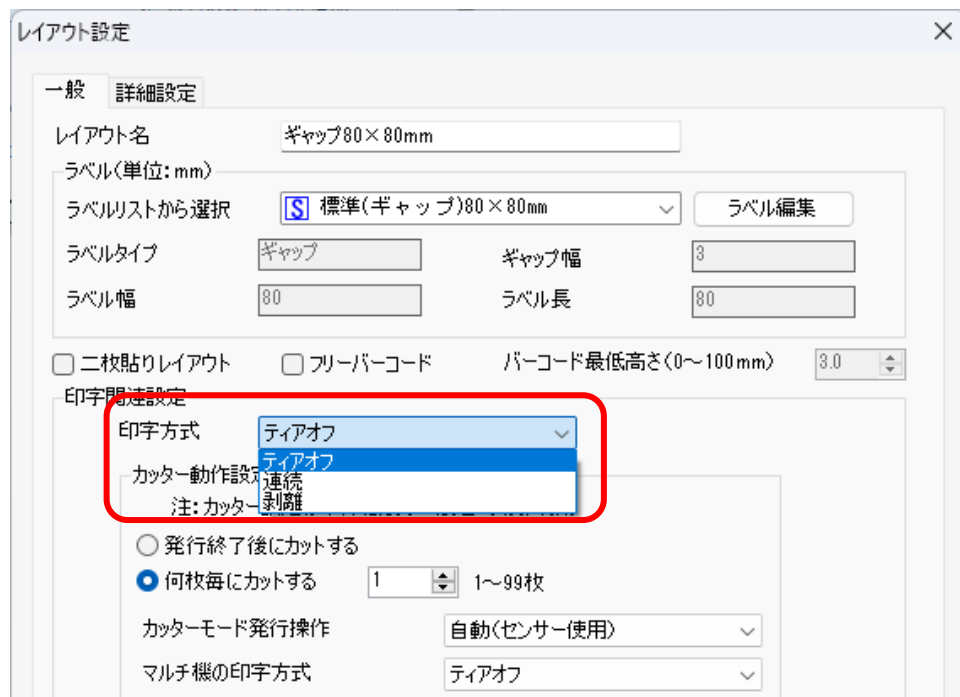 レイアウト設定
一般 詳細設定
レイアウト名 ギャップ80×80mm
ラベル(単位:mm)
ラベルリストから選択 S 標準(ギャップ)80×80mm ラベル編集
ラベルタイプ ギャップ ギャップ幅 3
ラベル幅 80 ラベル長 80
二枚貼りレイアウト フリーバーコード バーコード最低高さ(0～100mm) 3.0
印字関連設定
印字方式 ティアオフ
ティアオフ
カッター動作設定
連続
注:カッター
剥離
発行終了後にカットする
何枚毎にカットする 1 1～99枚
カッターモード発行操作 自動(センサー使用)
マルチ機の印字方式 ティアオフ